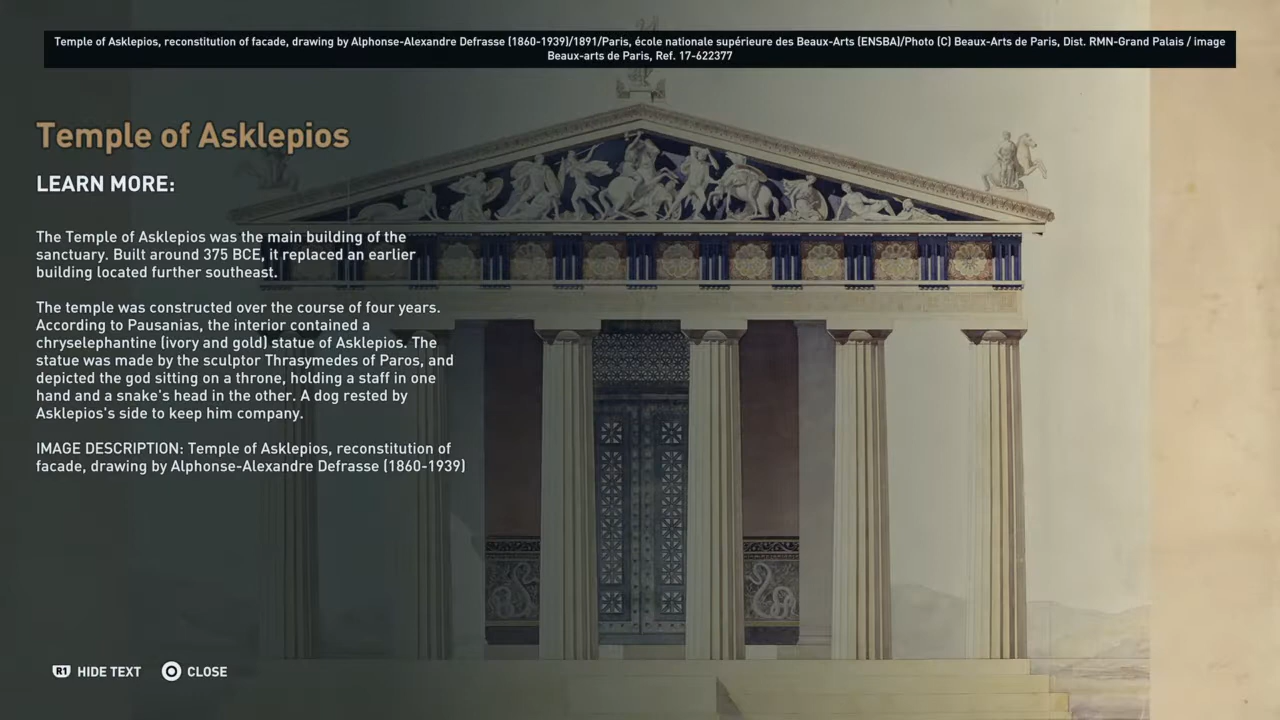 Temple of Asklepios, reconstitution of facade, drawing by Alphonse-Alexandre Defrasse (1860-1939)/1891/Paris, école nationale supérieure des Beaux-Arts (ENSBA)/Photo (C) Beaux-Arts de Paris, Dist. RMN-Grand Palais / image
Beaux-arts de Paris, Ref. 17-622377
Temple of Asklepios
LEARN MORE:
The Temple of Asklepios was the main building of the
sanctuary. Built around 375 BCE, it replaced an earlier
building located further southeast.
The temple was constructed over the course of four years.
According to Pausanias, the interior contained a
chryselephantine (ivory and gold) statue of Asklepios. The
statue was made by the sculptor Thrasymedes of Paros, and
depicted the god sitting on a throne, holding a staff in one
hand and a snake's head in the other. A dog rested by
Asklepios's side to keep him company.
IMAGE DESCRIPTION: Temple of Asklepios, reconstitution of
facade, drawing by Alphonse-Alexandre Defrasse (1860-1939)
R1 HIDE TEXT CLOSE